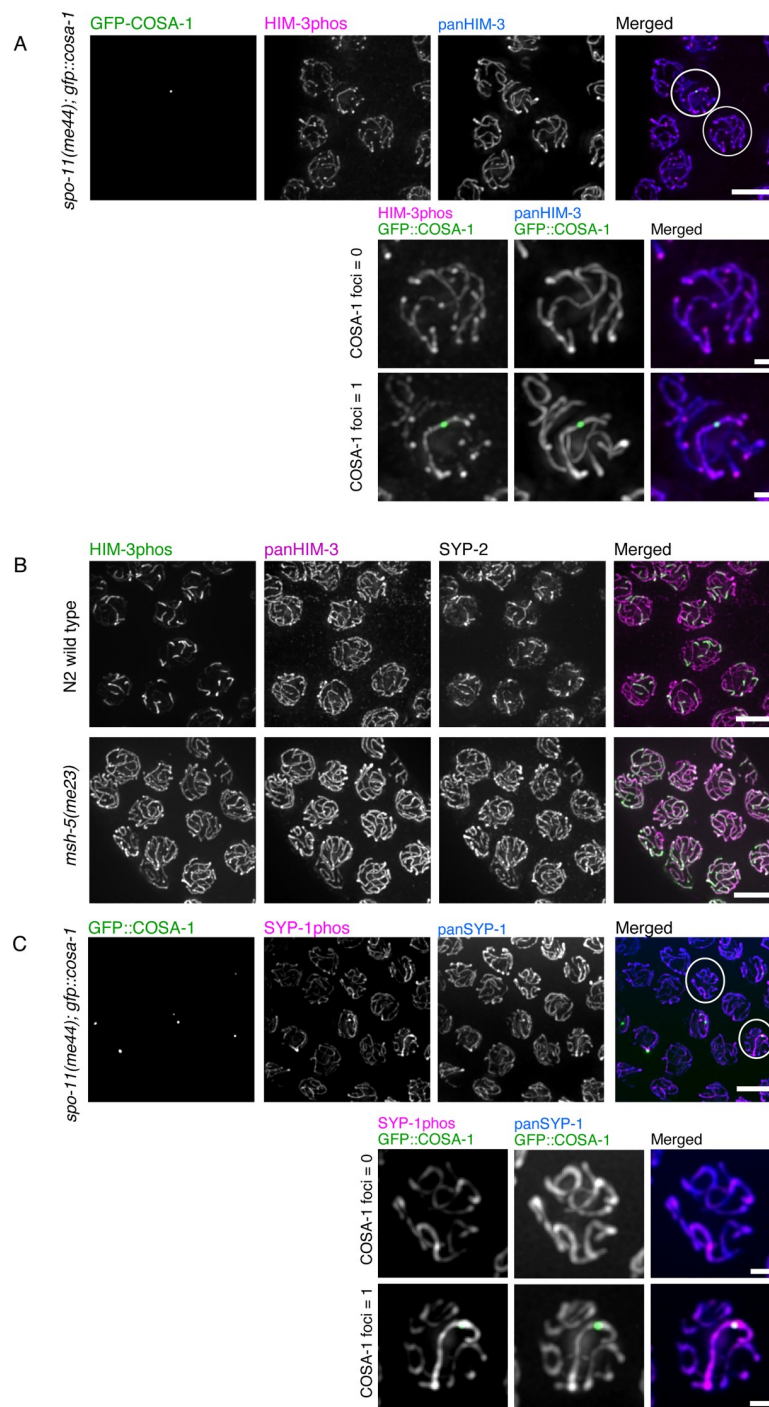 A
spo-11(me44); gfp::cosa-1
GFP-COSA-1 HIM-3phos panHIM-3 Merged
HIM-3phos panHIM-3
GFP::COSA-1 GFP::COSA-1 Merged
COSA-1 foci = 0
COSA-1 foci = 1
B
HIM-3phos panHIM-3 SYP-2 Merged
N2 wild type
msh-5(me23)
C
spo-11(me44); gfp::cosa-1
GFP::COSA-1 SYP-1phos panSYP-1 Merged
SYP-1phos panSYP-1
GFP::COSA-1 GFP::COSA-1 Merged
COSA-1 foci = 0
COSA-1 foci = 1